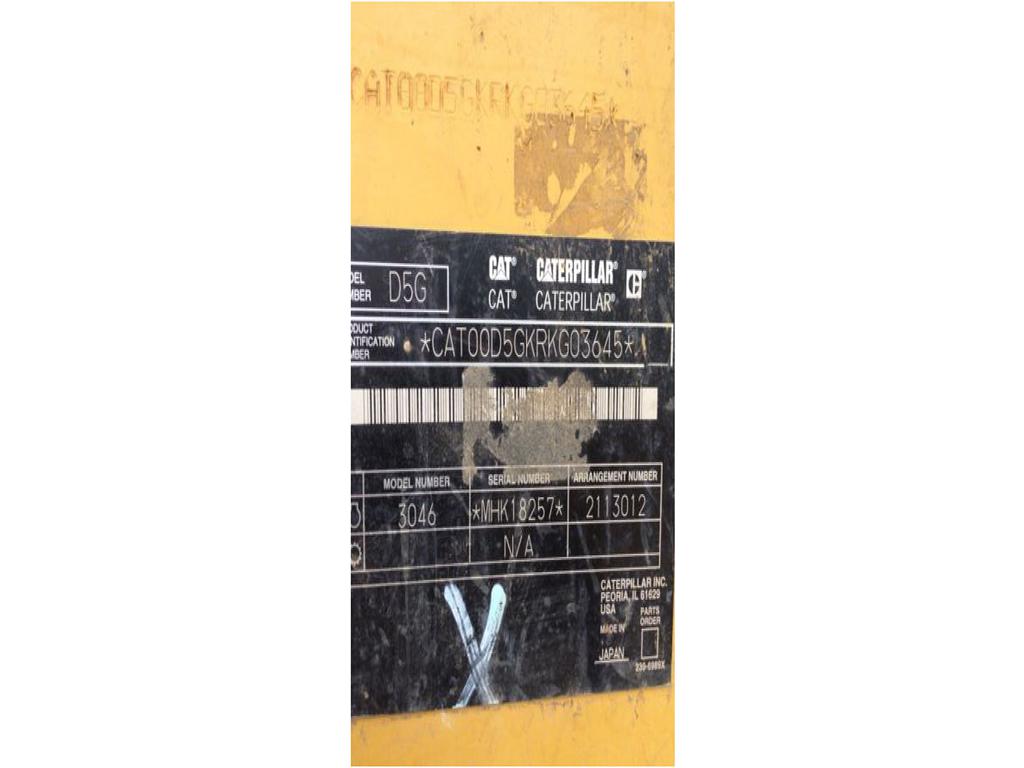 CAT00D5GKRKG03645*
DEL
MBER D5G
CAT® CATERPILLAR®
CAT® CATERPILLAR®
ODUCT
NTIFICATION
MBER
*CAT00D5GKRKG03645*
MODEL NUMBER SERIAL NUMBER ARRANGEMENT NUMBER
3046 *MHK18257* 2113012
N/A
CATERPILLAR INC.
PEORIA, IL 61629
USA
PARTS
ORDER
MADE IN
JAPAN
X